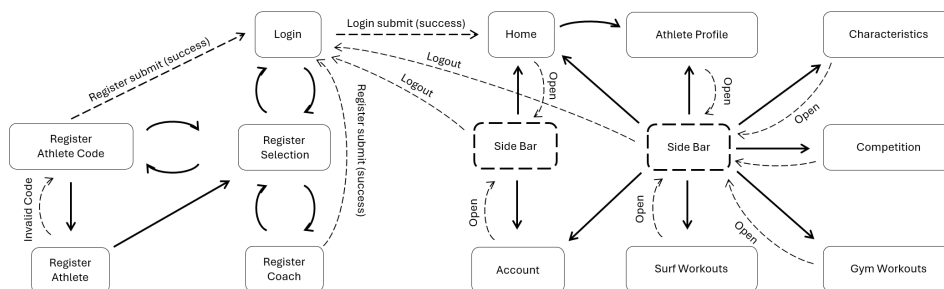 Login submit (success)
Login
Home
Athlete Profile
Characteristics
Register submit (success)
Logout
Logout
Open
Open
Open
Register
Athlete Code
Register
Selection
Register submit (success)
Side Bar
Side Bar
Competition
Invalid Code
Open
Open
Open
Register
Athlete
Register
Coach
Account
Surf Workouts
Gym Workouts